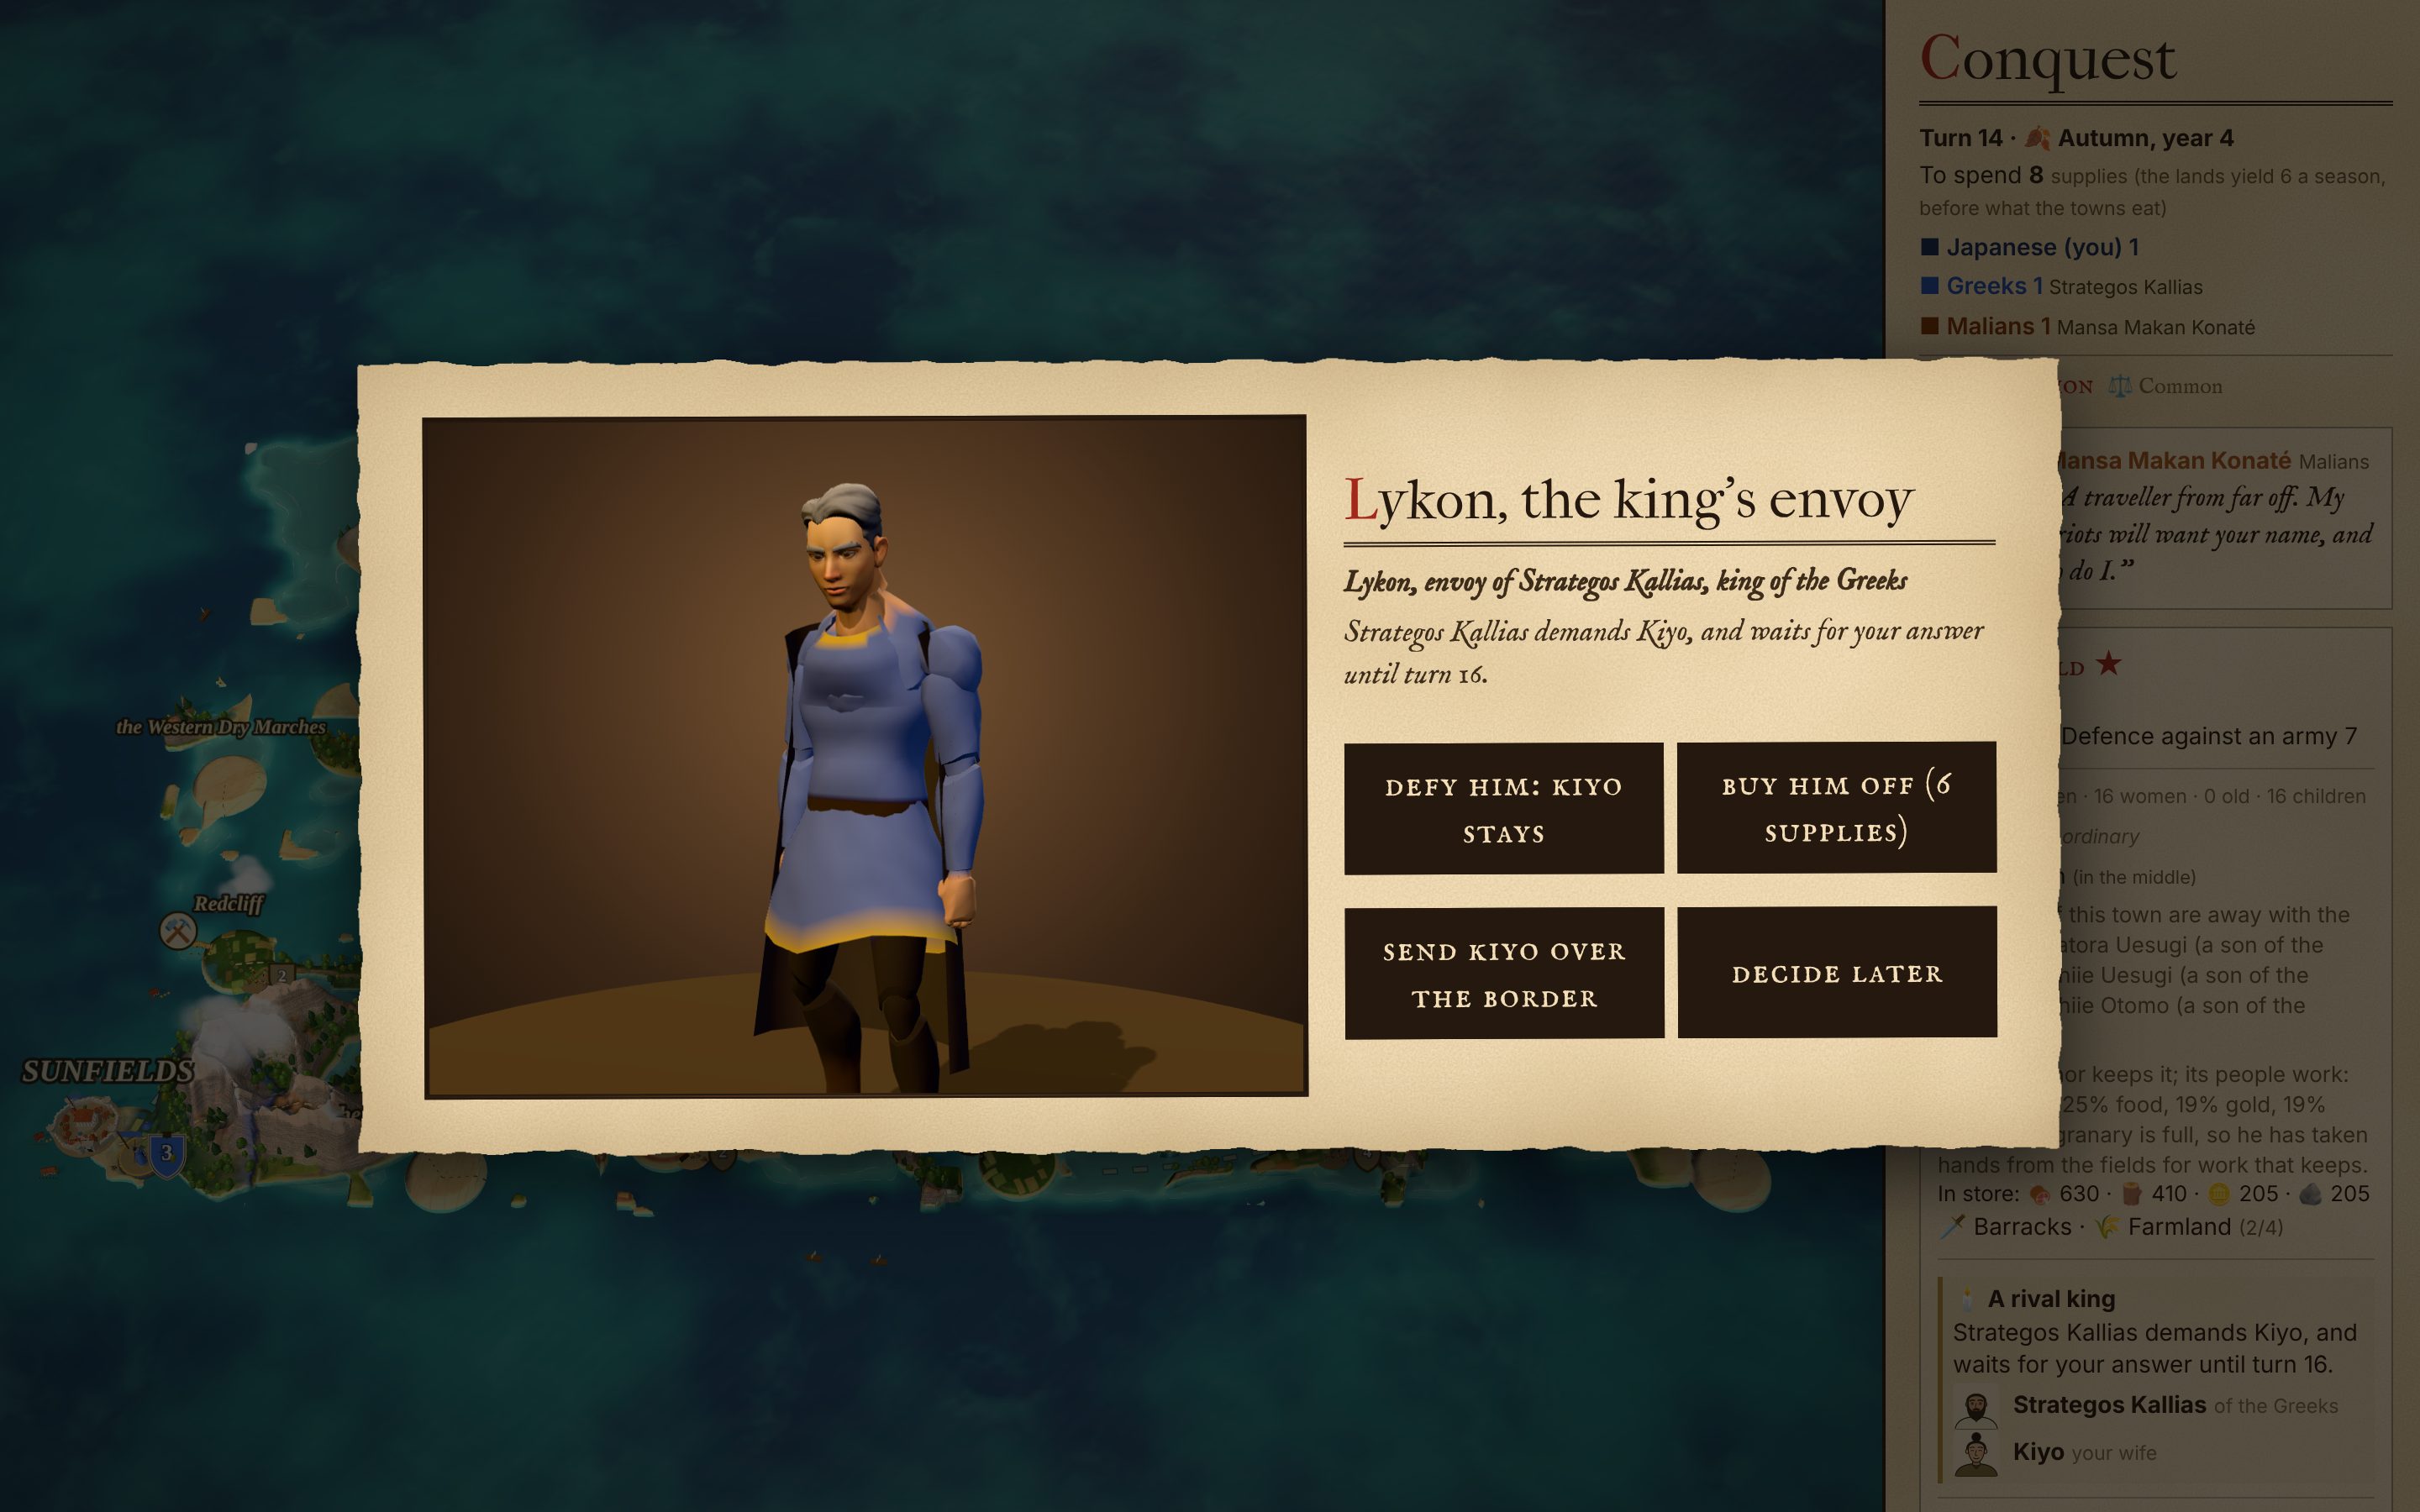 Conquest
Turn 14 · 🍂 Autumn, year 4
To spend 8 supplies (the lands yield 6 a season,
before what the towns eat)
Japanese (you) 1
Greeks 1 Strategos Kallias
Malians 1 Mansa Makan Konaté
⚖️ Common
Mansa Makan Konaté Malians
A traveller from far off. My
will want your name, and
do I.”
Defence against an army 7
16 women · 0 old · 16 children
ordinary
(in the middle)
this town are away with the
Uesugi (a son of the
Uesugi (a son of the
Otomo (a son of the
keeps it; its people work:
25% food, 19% gold, 19%
granary is full, so he has taken
hands from the fields for work that keeps.
In store: 630 · 410 · 205 · 205
Barracks · Farmland (2/4)
A rival king
Strategos Kallias demands Kiyo, and
waits for your answer until turn 16.
Strategos Kallias of the Greeks
Kiyo your wife
Lykon, the king’s envoy
Lykon, envoy of Strategos Kallias, king of the Greeks
Strategos Kallias demands Kiyo, and waits for your answer
until turn 16.
DEFY HIM: KIYO
STAYS
BUY HIM OFF (6
SUPPLIES)
SEND KIYO OVER
THE BORDER
DECIDE LATER
the Western Dry Marches
Redcliff
2
SUNFIELDS
3